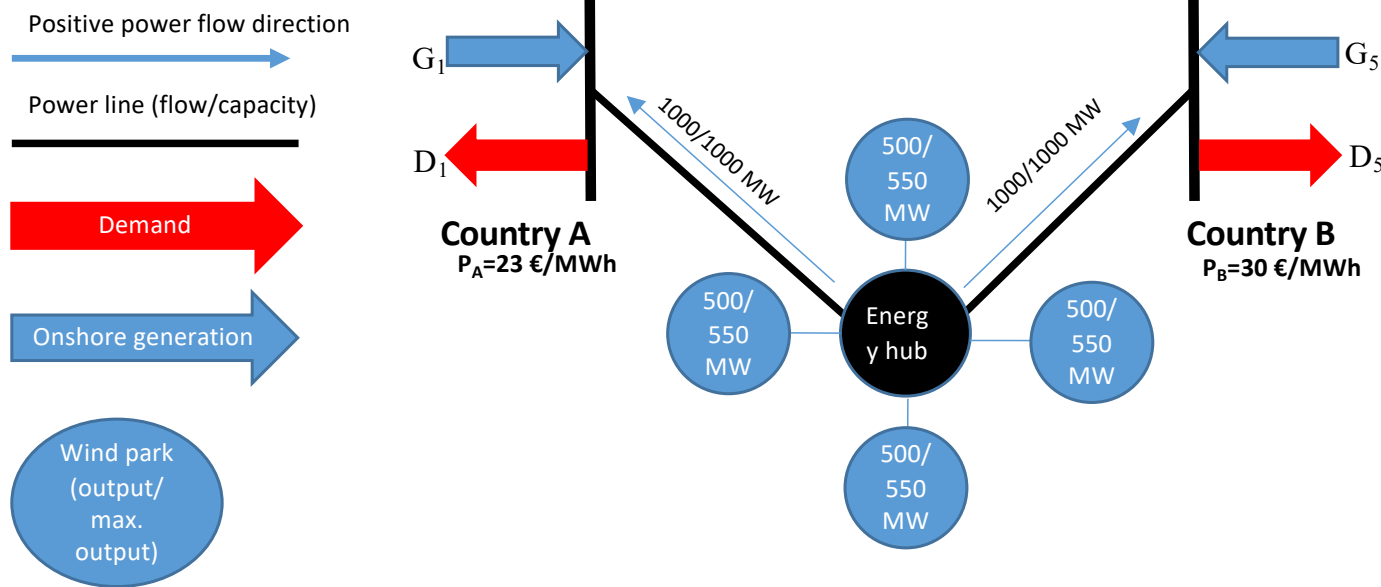 Positive power flow direction
Power line (flow/capacity)
Demand
Onshore generation
Wind park
(output/
max.
output)
G1
D1
Country A
PA=23 €/MWh
1000/1000 MW
500/
550
MW
500/
550
MW
Energ
y hub
500/
550
MW
500/
550
MW
1000/1000 MW
G5
D5
Country B
PB=30 €/MWh